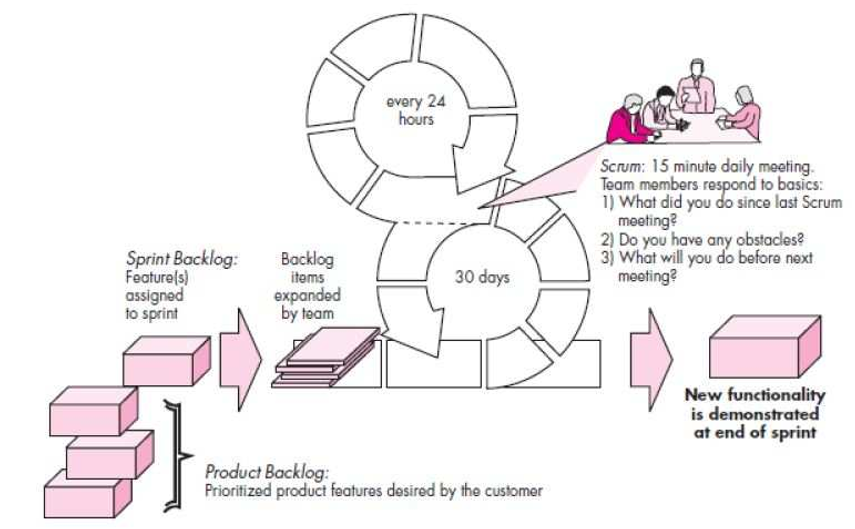 every 24
hours
Scrum: 15 minute daily meeting.
Team members respond to basics:
1) What did you do since last Scrum
meeting?
2) Do you have any obstacles?
3) What will you do before next
meeting?
Sprint Backlog:
Feature(s)
assigned
to sprint
Backlog
items
expanded
by team
30 days
New functionality
is demonstrated
at end of sprint
Product Backlog:
Prioritized product features desired by the customer